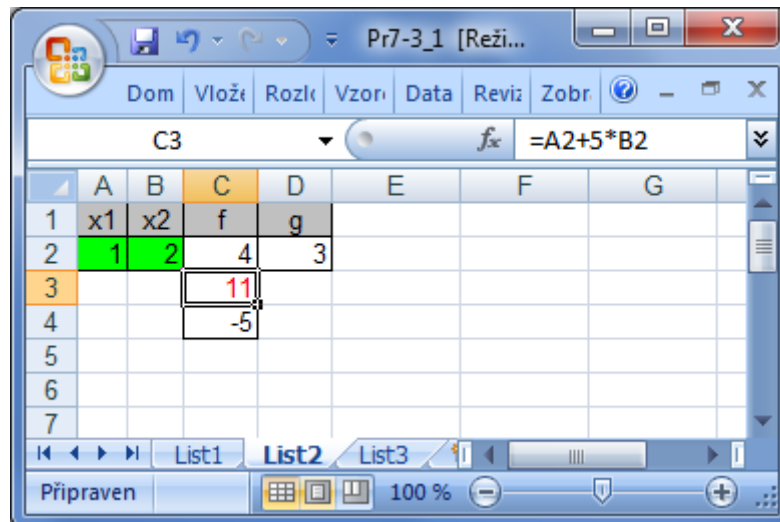 Pr7-3_1 [Reži...
Dom Vlože Rozlo Vzor Data Reviz Zobr
C3 fx =A2+5*B2
A B C D E F G
1 x1 x2 f g
2 1 2 4 3
3 11
4 -5
5
6
7
List1 List2 List3
Připraven 100 %